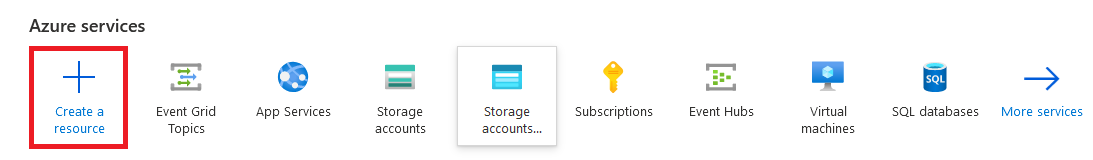 Azure services
Create a
resource
Event Grid
Topics
App Services
Storage
accounts
Storage
accounts...
Subscriptions
Event Hubs
Virtual
machines
SQL
SQL databases
More services